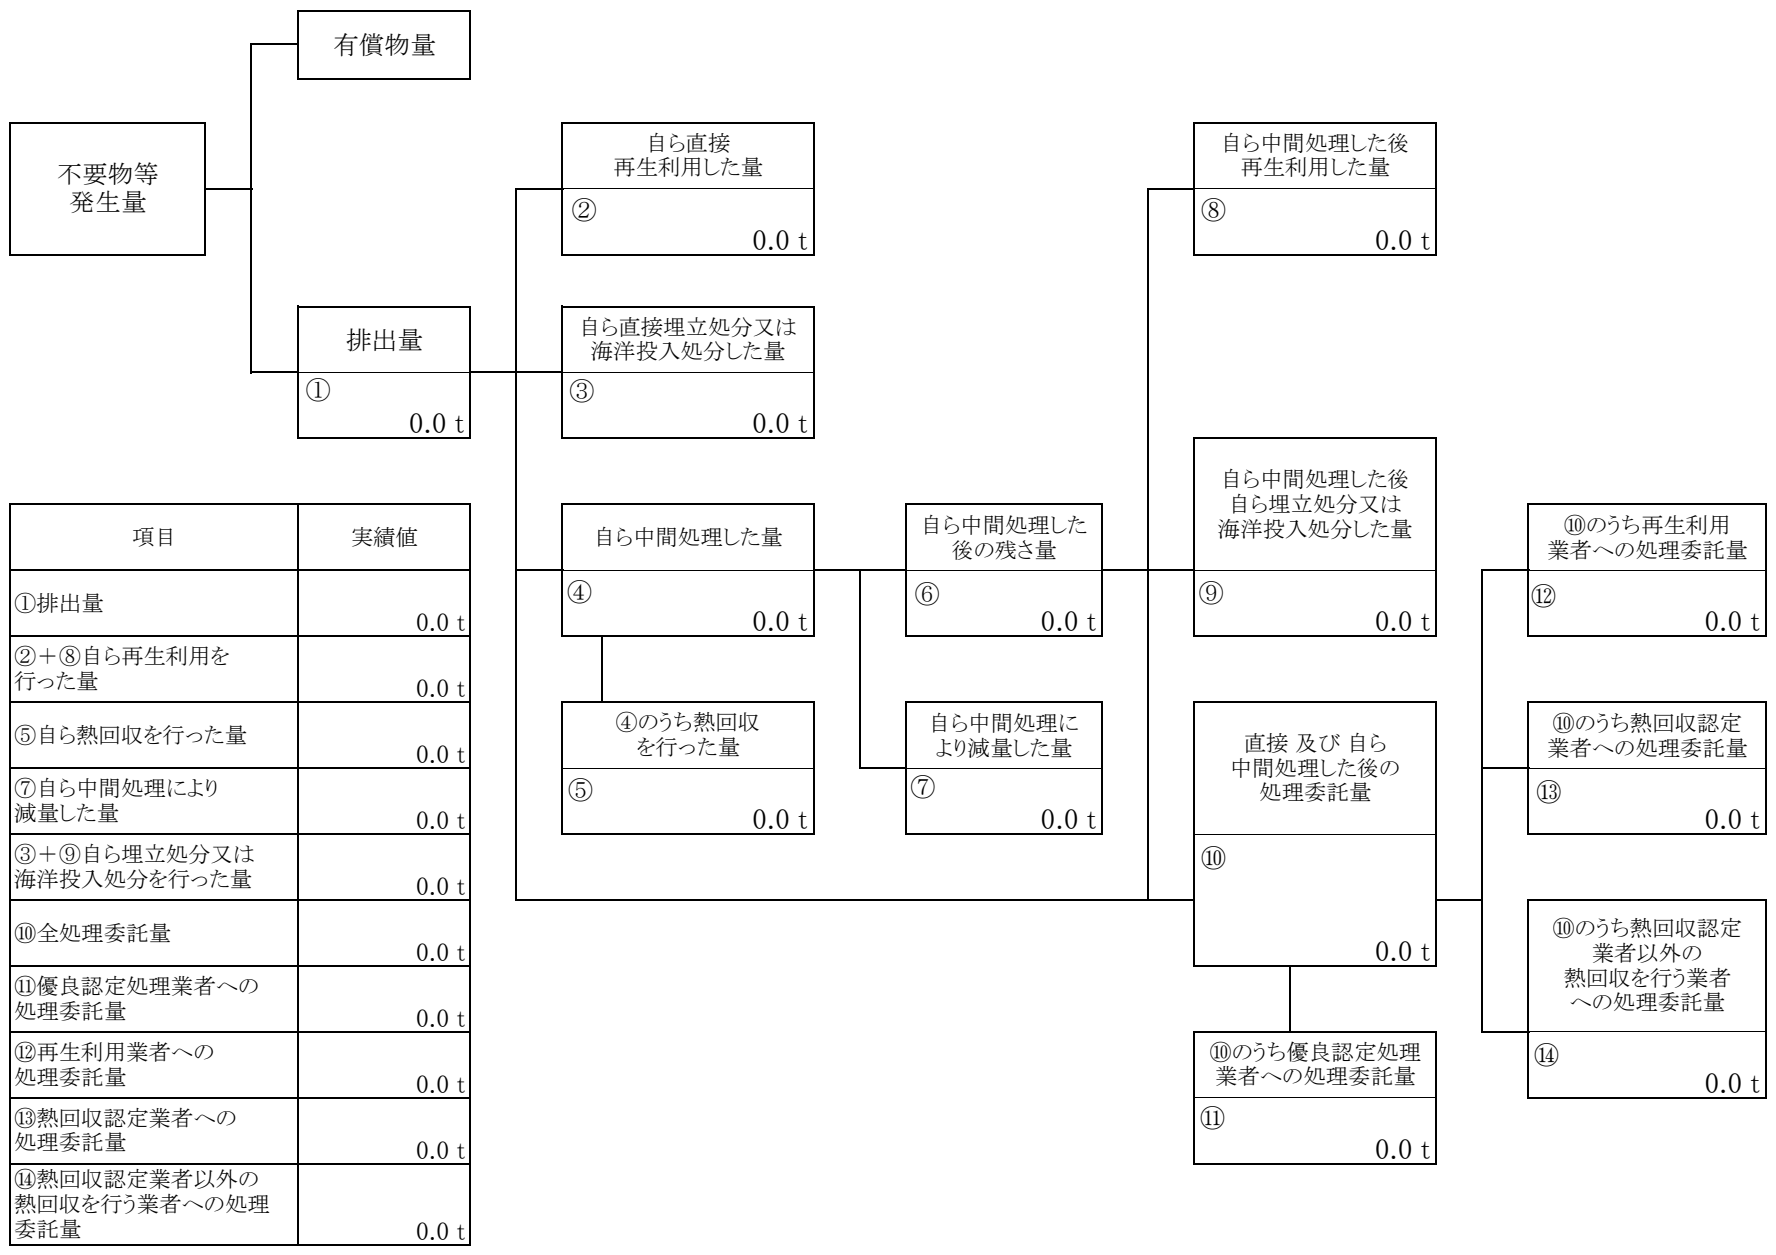 有償物量
不要物等
発生量
排出量
①
0.0 t
自ら直接
再生利用した量
②
0.0 t
自ら直接埋立処分又は
海洋投入処分した量
③
0.0 t
自ら中間処理した量
④
0.0 t
④のうち熱回収
を行った量
⑤
0.0 t
自ら中間処理した
後の残さ量
⑥
0.0 t
自ら中間処理に
より減量した量
⑦
0.0 t
自ら中間処理した後
再生利用した量
⑧
0.0 t
自ら中間処理した後
自ら埋立処分又は
海洋投入処分した量
⑨
0.0 t
直接 及び 自ら
中間処理した後の
処理委託量
⑩
0.0 t
⑩のうち優良認定処理
業者への処理委託量
⑪
0.0 t
⑩のうち再生利用
業者への処理委託量
⑫
0.0 t
⑩のうち熱回収認定
業者への処理委託量
⑬
0.0 t
⑩のうち熱回収認定
業者以外の
熱回収を行う業者
への処理委託量
⑭
0.0 t
項目 実績値
①排出量
0.0 t
②＋⑧自ら再生利用を
行った量
0.0 t
⑤自ら熱回収を行った量
0.0 t
⑦自ら中間処理により
減量した量
0.0 t
③＋⑨自ら埋立処分又は
海洋投入処分を行った量
0.0 t
⑩全処理委託量
0.0 t
⑪優良認定処理業者への
処理委託量
0.0 t
⑫再生利用業者への
処理委託量
0.0 t
⑬熱回収認定業者への
処理委託量
0.0 t
⑭熱回収認定業者以外の
熱回収を行う業者への処理
委託量
0.0 t